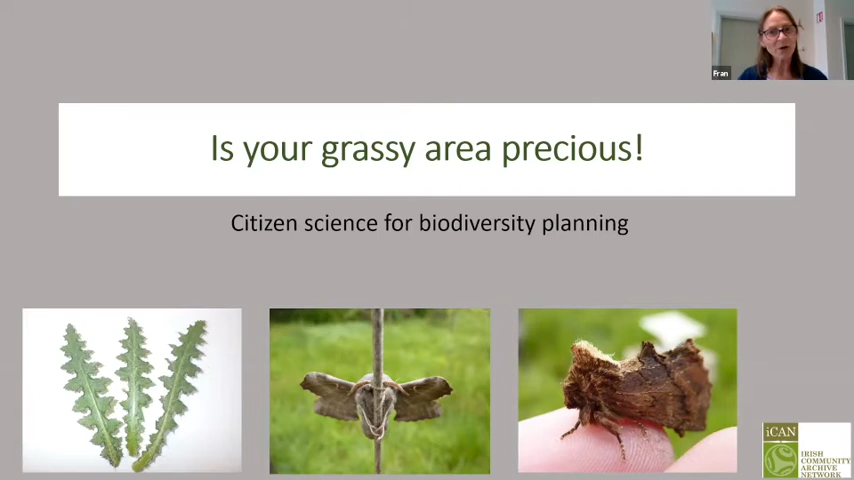 Fran
Is your grassy area precious!
Citizen science for biodiversity planning
iCAN
IRISH
COMMUNITY
ARCHIVE
NETWORK